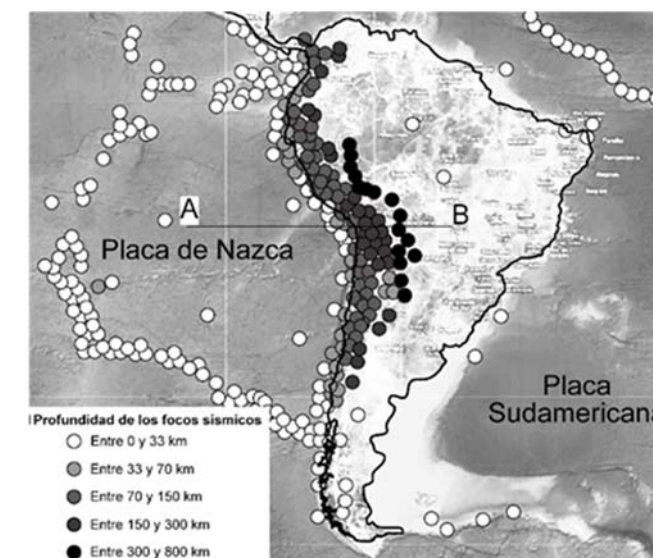 A
B
Placa de Nazca
Placa
Sudamericana
Profundidad de los focos sísmicos
Entre 0 y 33 km
Entre 33 y 70 km
Entre 70 y 150 km
Entre 150 y 300 km
Entre 300 y 800 km